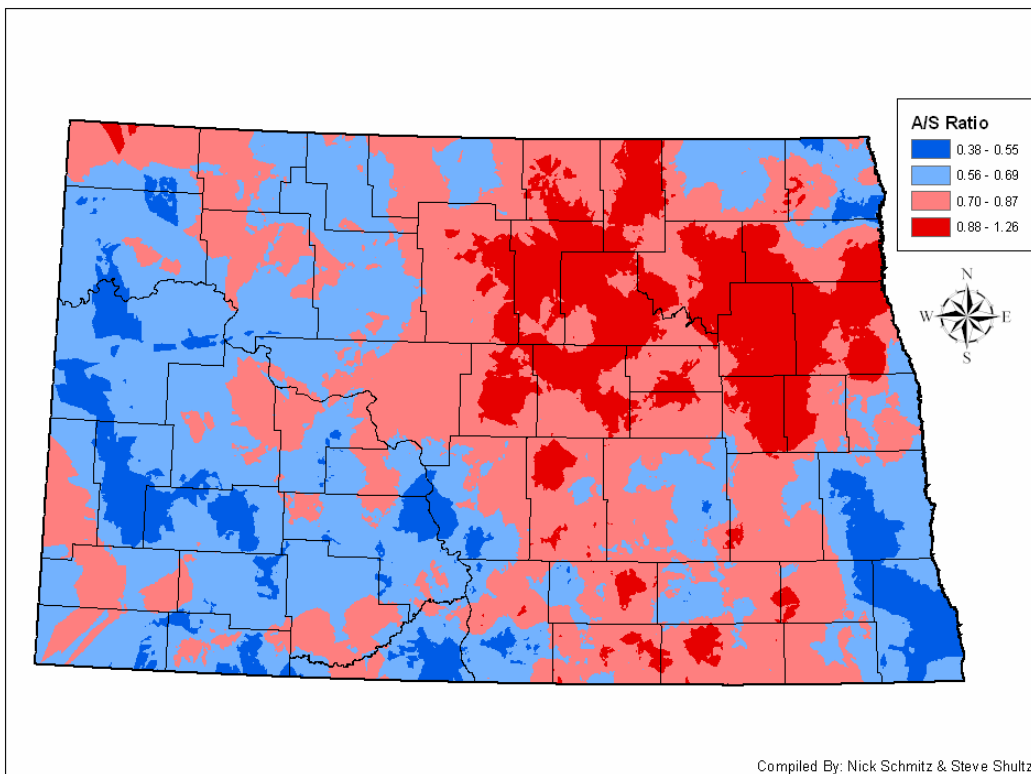 A/S Ratio
0.38 - 0.55
0.56 - 0.69
0.70 - 0.87
0.88 - 1.26
N
W E
S
Compiled By: Nick Schmitz & Steve Shultz